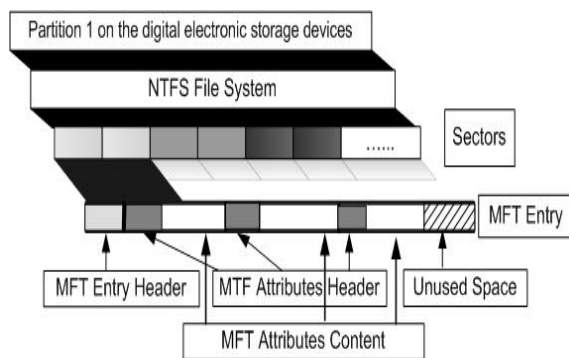 Partition 1 on the digital electronic storage devices
NTFS File System
......
Sectors
MFT Entry
MFT Entry Header
MTF Attributes Header
Unused Space
MFT Attributes Content